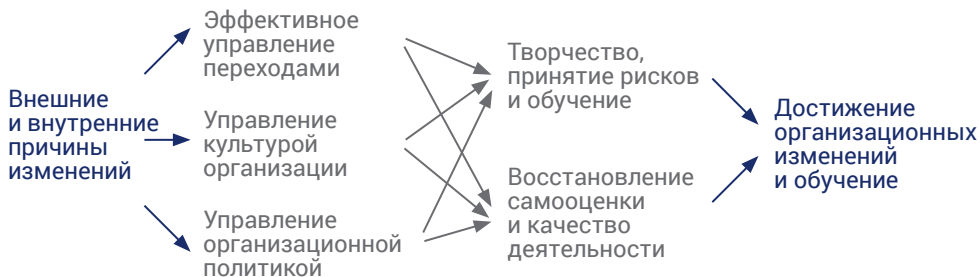 Внешние
и внутренние
причины
изменений
Эффективное
управление
переходами
Управление
культурой
организации
Управление
организационной
политикой
Творчество,
принятие рисков
и обучение
Восстановление
самооценки
и качество
деятельности
Достижение
организационных
изменений
и обучение